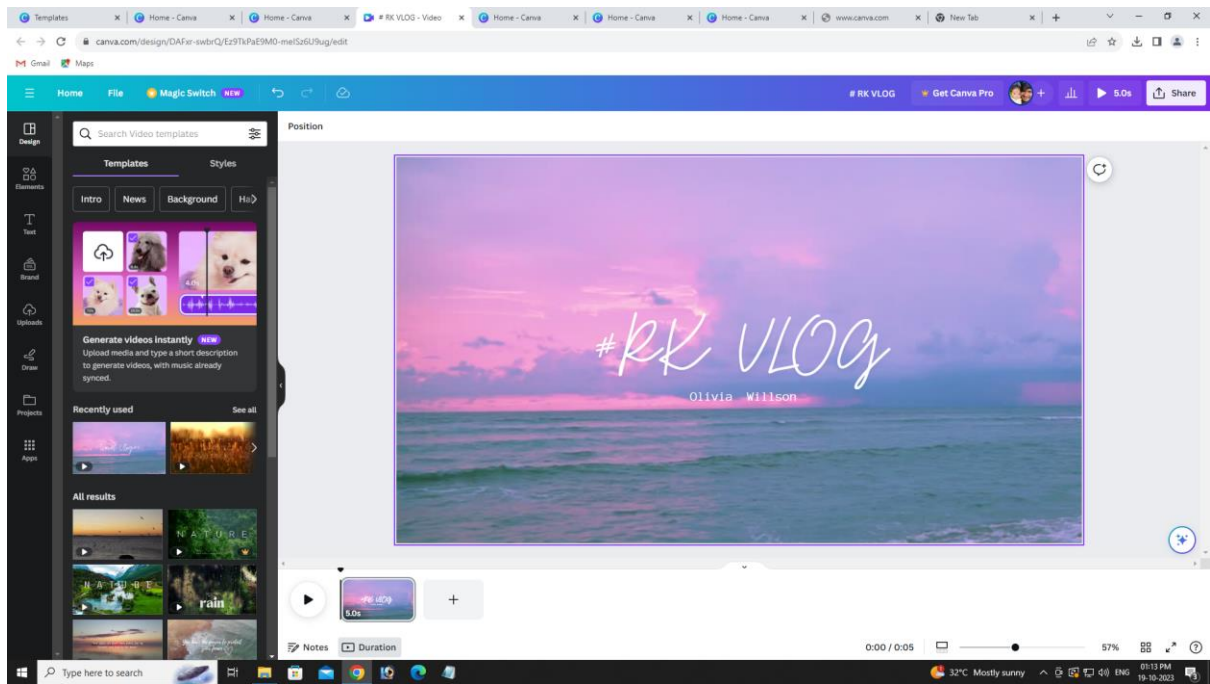 Templates
Home - Canva
Home - Canva
# RK VLOG - Video
Home - Canva
Home - Canva
Home - Canva
www.canva.com
New Tab
canva.com/design/DAFxr-swbrQ/Ez9TkPaE9M0-melSz6U9ug/edit
Gmail
Maps
Home
File
Magic Switch NEW
# RK VLOG
Get Canva Pro
5.0s
Share
Design
Elements
Text
Brand
Uploads
Draw
Projects
Apps
Search Video templates
Templates
Styles
Intro
News
Background
Generate videos instantly NEW
Upload media and type a short description
to generate videos, with music already
synced.
Recently used
See all
All results
NATURE
NATURE
rain
Position
#RK VLOG
Olivia Willson
#RK VLOG
5.0s
Notes
Duration
0:00 / 0:05
57%
Type here to search
32°C Mostly sunny
ENG
01:13 PM
19-10-2023